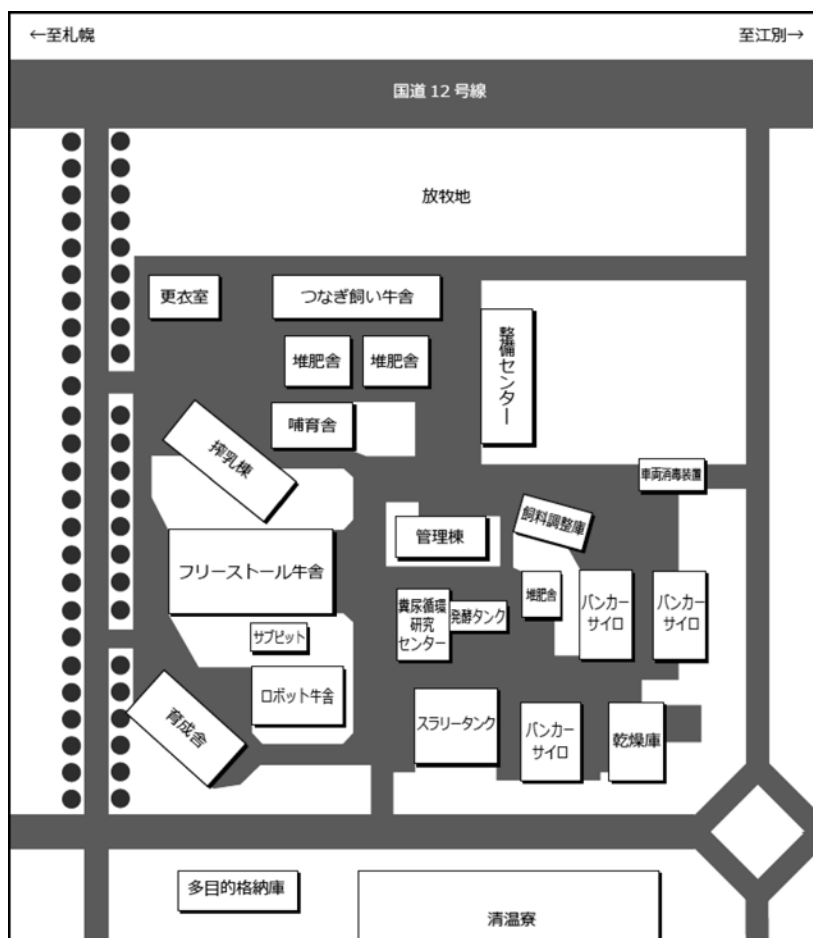 ←至札幌
至江別→
国道12号線
放牧地
更衣室
つなぎ飼い牛舎
整備センター
堆肥舎
堆肥舎
哺育舎
搾乳棟
車両消毒装置
飼料調整庫
管理棟
フリーストール牛舎
糞尿循環
研究
センター
発酵タンク
堆肥舎
バンカー
サイロ
バンカー
サイロ
サブピット
ロボット牛舎
育成舎
スラリータンク
バンカー
サイロ
乾燥庫
多目的格納庫
清温寮